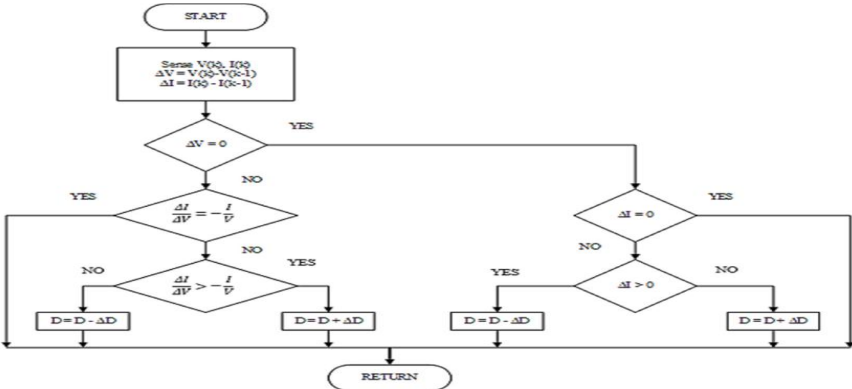 START
Sense V(k), I(k)
ΔV = V(k)-V(k-1)
ΔI = I(k) - I(k-1)
YES
ΔV = 0
NO
YES
ΔI/ΔV = - I/V
YES
ΔI = 0
NO
NO
NO
YES
ΔI/ΔV > - I/V
YES
ΔI > 0
NO
D = D - ΔD
D = D + ΔD
D = D - ΔD
D = D + ΔD
RETURN